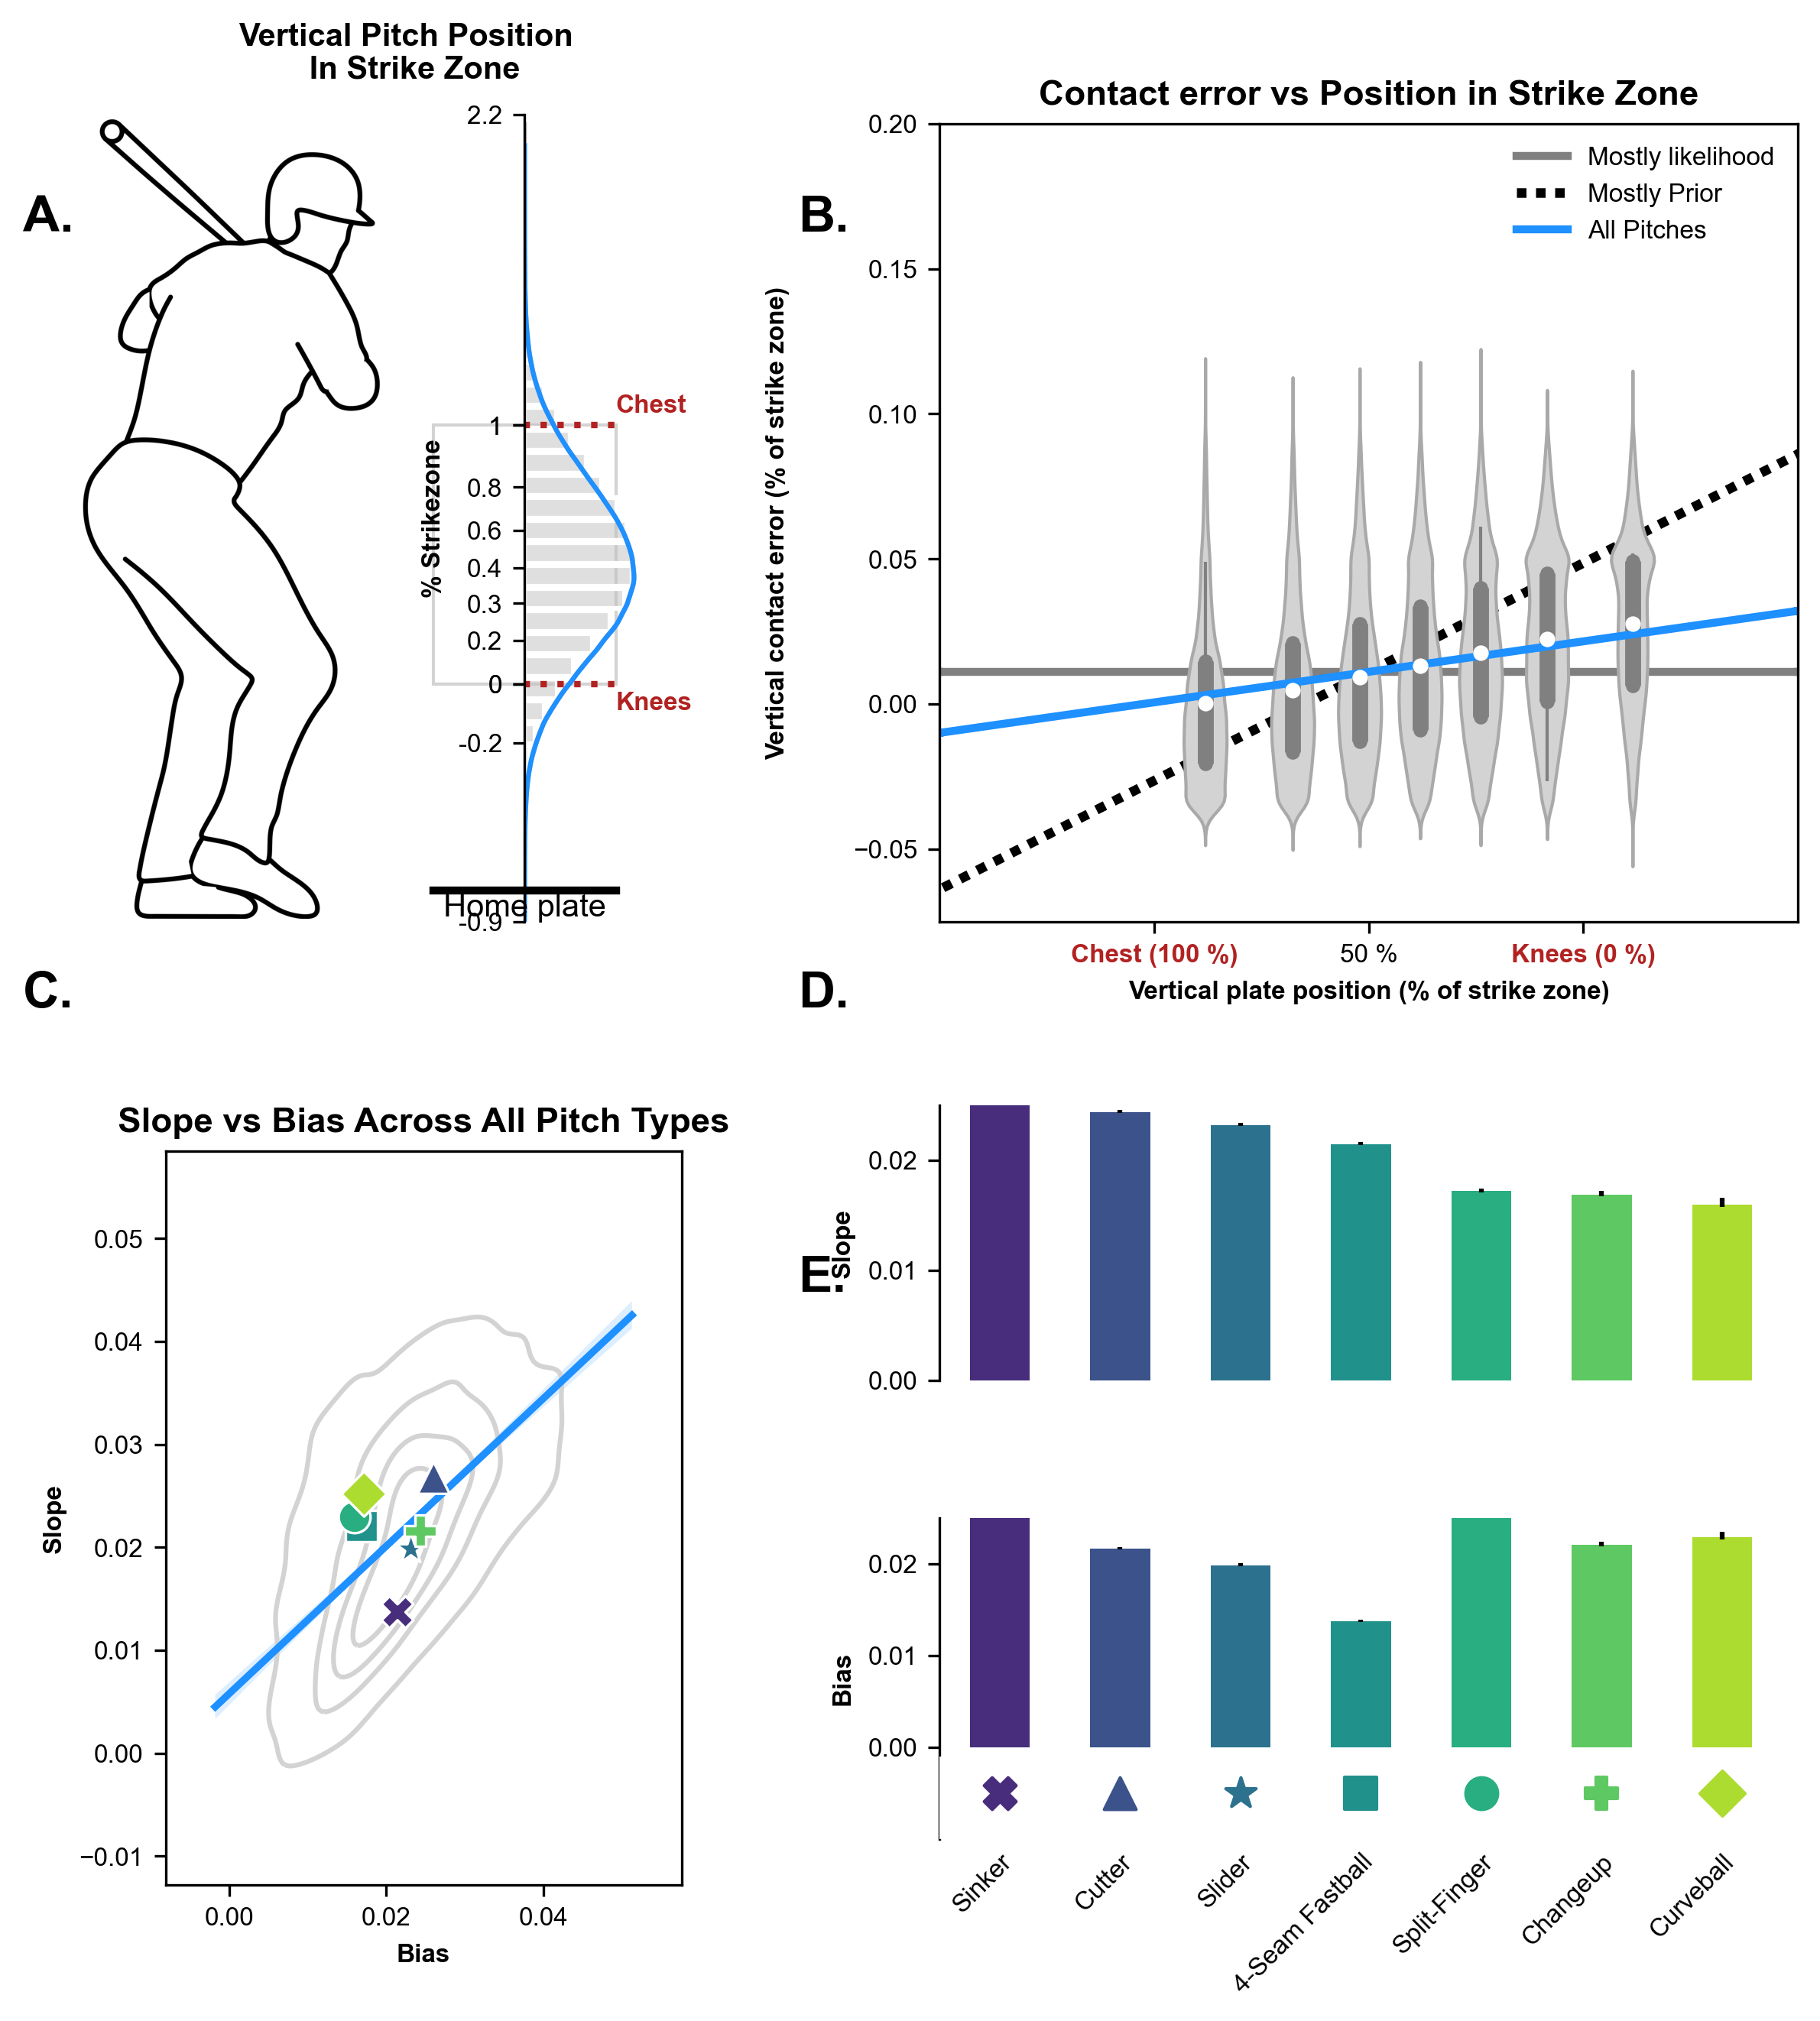 Vertical Pitch Position
In Strike Zone
A.
2.2
1
0.8
0.6
0.4
0.3
0.2
0
-0.2
-0.9
% Strikezone
Chest
Knees
Home plate
B.
Contact error vs Position in Strike Zone
Mostly likelihood
Mostly Prior
All Pitches
0.20
0.15
0.10
0.05
0.00
−0.05
Vertical contact error (% of strike zone)
Chest (100 %)
50 %
Knees (0 %)
Vertical plate position (% of strike zone)
C.
Slope vs Bias Across All Pitch Types
0.05
0.04
0.03
0.02
0.01
0.00
−0.01
Slope
0.00
0.02
0.04
Bias
D.
0.02
0.01
0.00
Slope
E.
0.02
0.01
0.00
Bias
Sinker
Cutter
Slider
4-Seam Fastball
Split-Finger
Changeup
Curveball